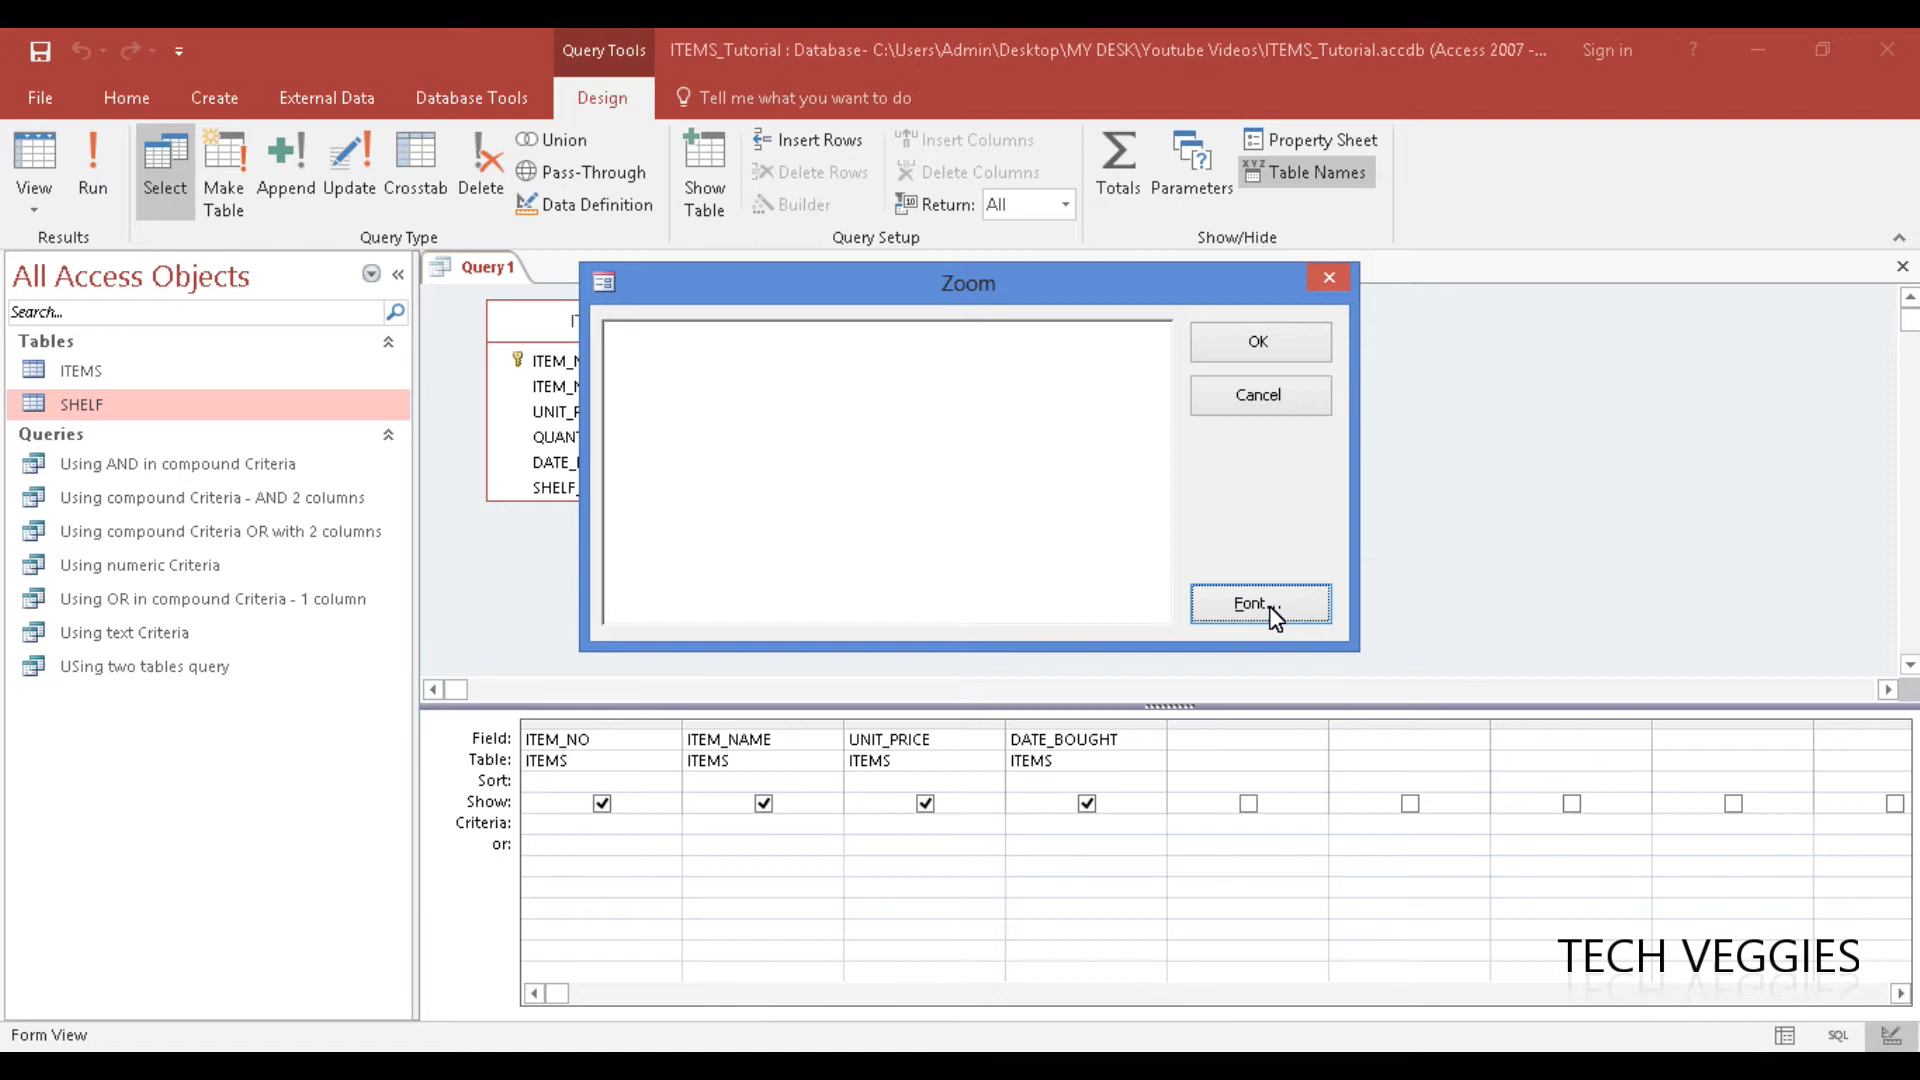 Query Tools ITEMS_Tutorial : Database- C:\Users\Admin\Desktop\MY DESK\Youtube Videos\ITEMS_Tutorial.accdb (Access 2007 -... Sign in ?
File Home Create External Data Database Tools Design Tell me what you want to do
View Run Select Make Table Append Update Crosstab Delete
Union
Pass-Through
Data Definition
Show Table
Insert Rows
Delete Rows
Builder
Insert Columns
Delete Columns
Return: All
Totals Parameters
Property Sheet
XYZ Table Names
Results Query Type Query Setup Show/Hide
All Access Objects
Search...
Tables
ITEMS
SHELF
Queries
Using AND in compound Criteria
Using compound Criteria - AND 2 columns
Using compound Criteria OR with 2 columns
Using numeric Criteria
Using OR in compound Criteria - 1 column
Using text Criteria
USing two tables query
Query1
Zoom
OK
Cancel
Font...
Field: ITEM_NO ITEM_NAME UNIT_PRICE DATE_BOUGHT
Table: ITEMS ITEMS ITEMS ITEMS
Sort:
Show:
Criteria:
or:
TECH VEGGIES
Form View SQL